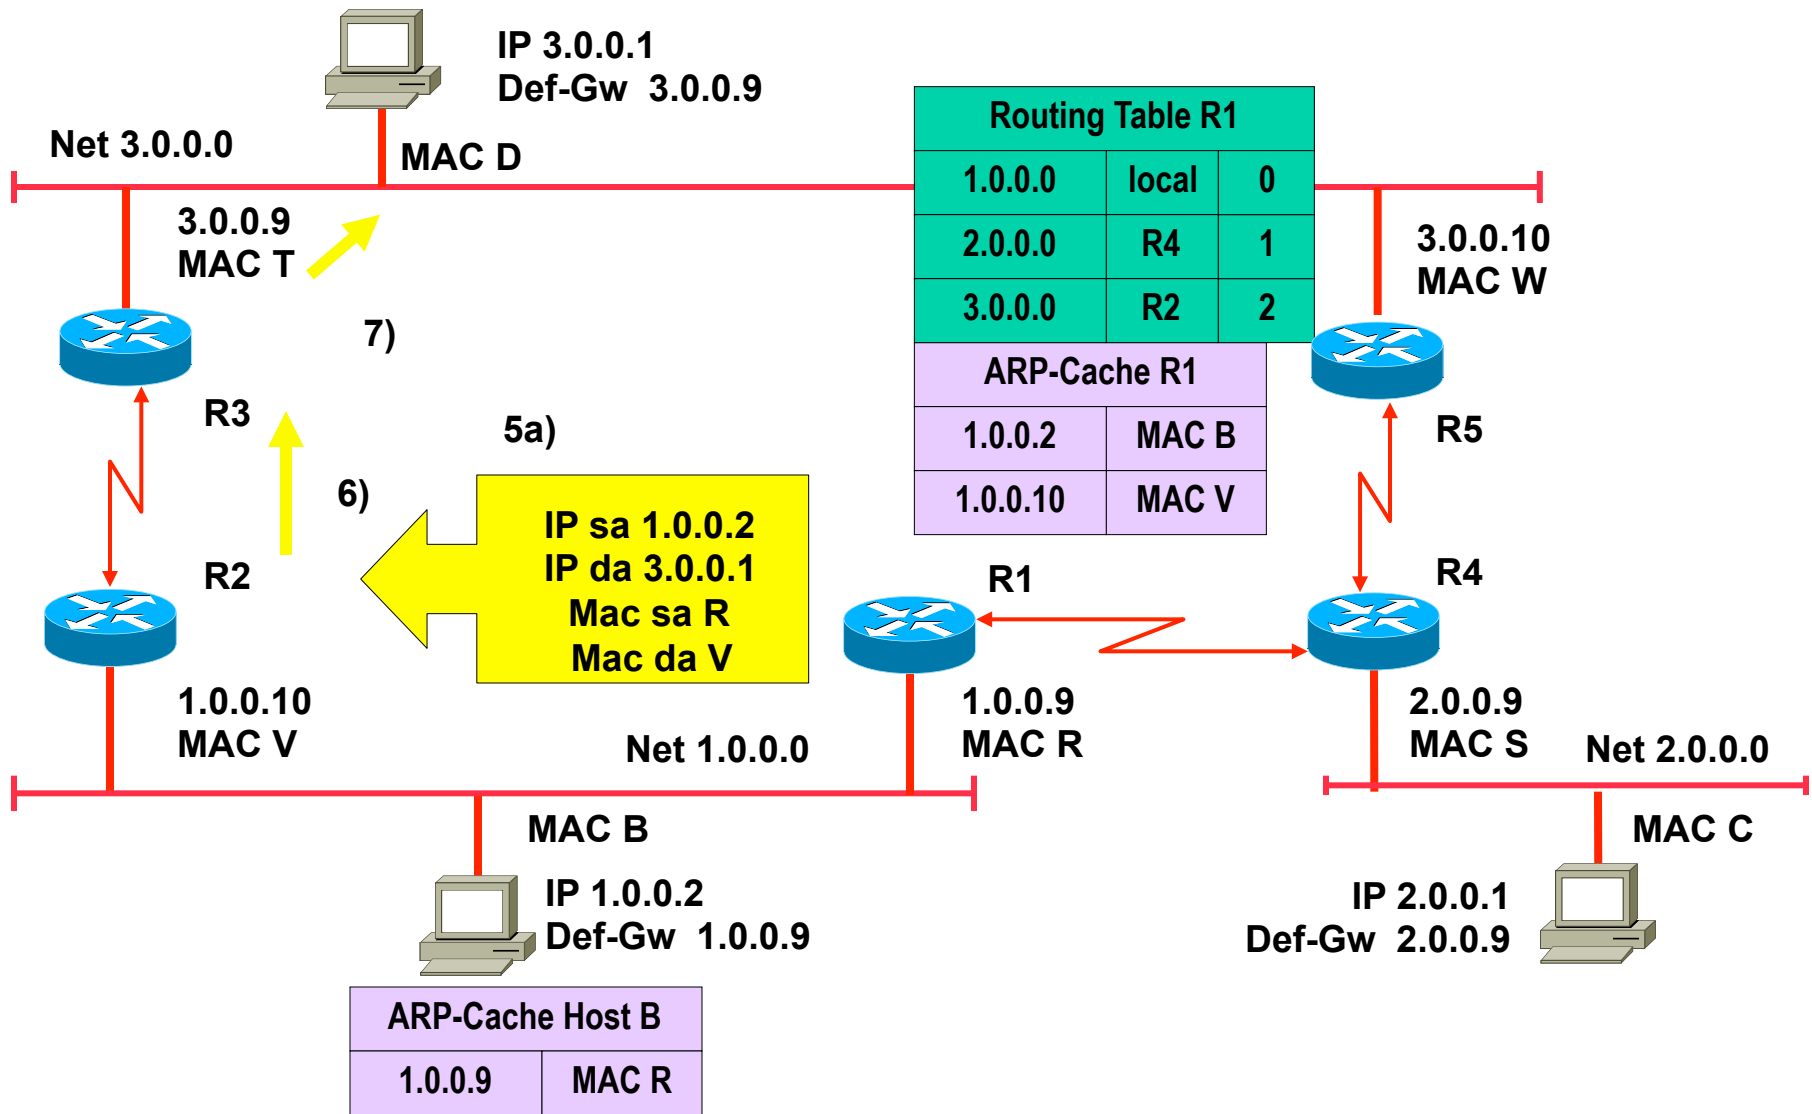 IP 3.0.0.1
Def-Gw 3.0.0.9
Net 3.0.0.0
MAC D
Routing Table R1
1.0.0.0 local 0
2.0.0.0 R4 1
3.0.0.0 R2 2
ARP-Cache R1
1.0.0.2 MAC B
1.0.0.10 MAC V
3.0.0.9
MAC T
3.0.0.10
MAC W
7)
R3
5a)
R5
6)
IP sa 1.0.0.2
IP da 3.0.0.1
Mac sa R
Mac da V
R2
R1
R4
1.0.0.10
MAC V
Net 1.0.0.0
1.0.0.9
MAC R
2.0.0.9
MAC S
Net 2.0.0.0
MAC B
MAC C
IP 1.0.0.2
Def-Gw 1.0.0.9
IP 2.0.0.1
Def-Gw 2.0.0.9
ARP-Cache Host B
1.0.0.9 MAC R